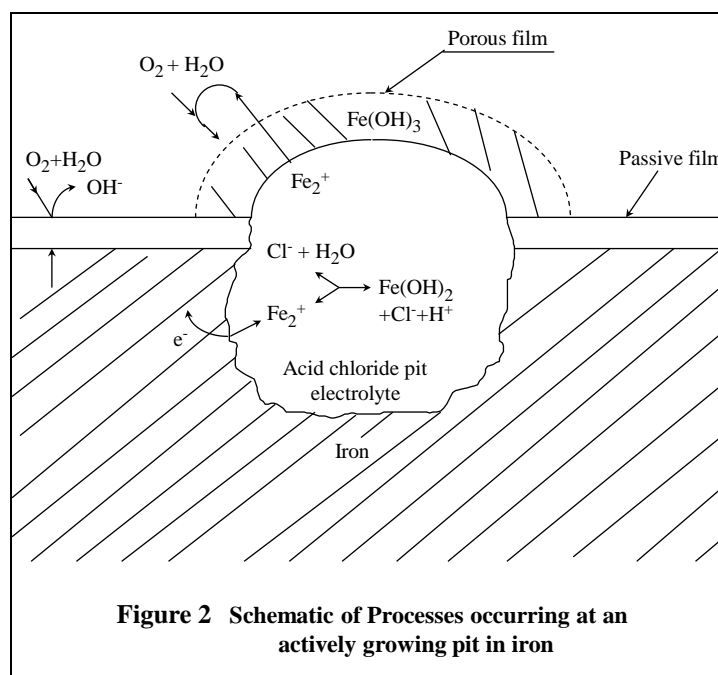 Porous film
O₂ + H₂O
Fe(OH)₃
O₂+H₂O
OH⁻
Passive film
Fe₂⁺
Cl⁻ + H₂O
Fe(OH)₂
+Cl⁻+H⁺
Fe₂⁺
e⁻
Acid chloride pit
electrolyte
Iron
Figure 2 Schematic of Processes occurring at an
actively growing pit in iron